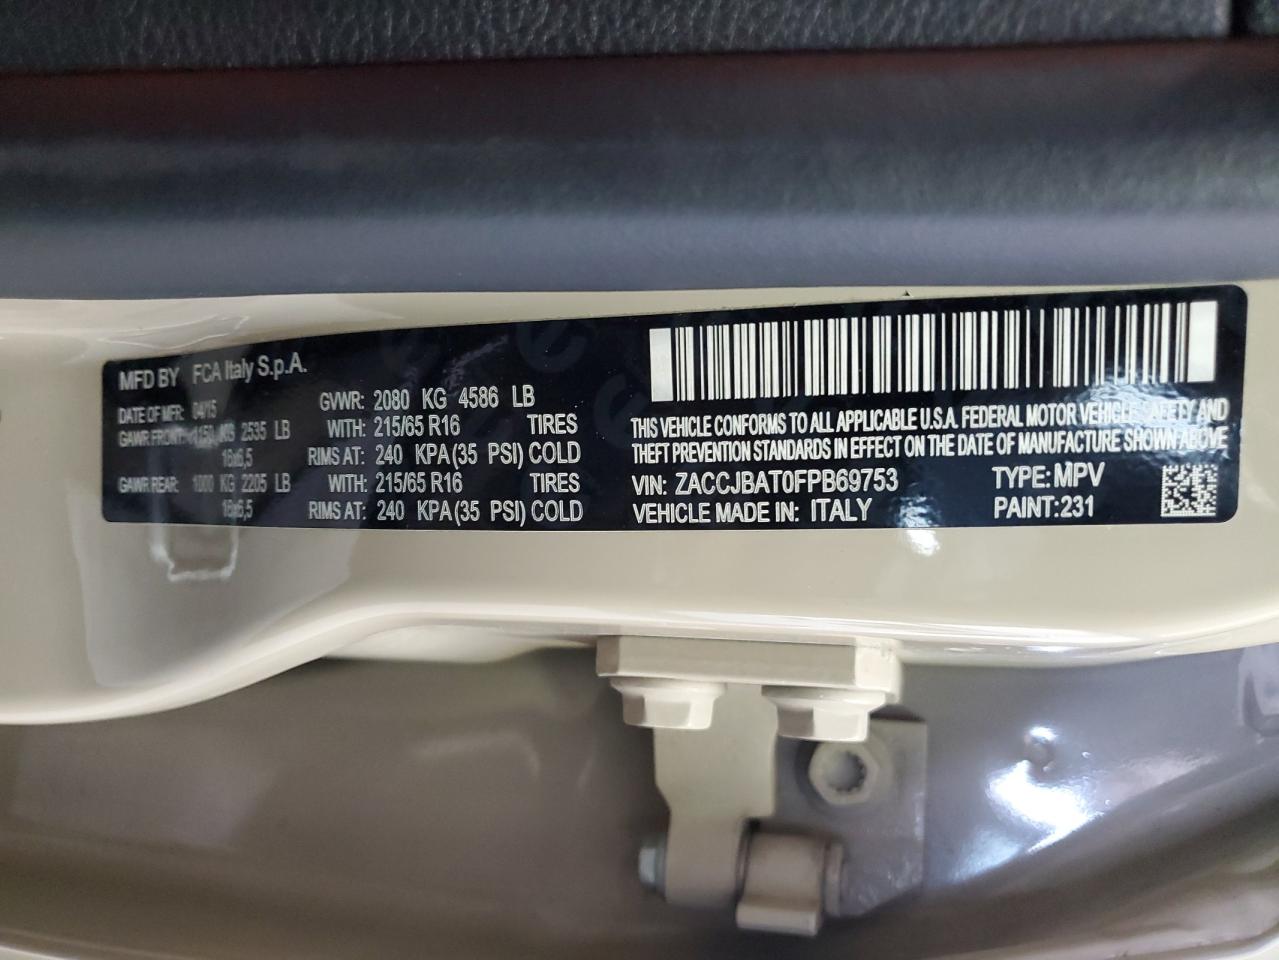 MFD BY FCA Italy S.p.A.
DATE OF MFR: 04/15 GVWR: 2080 KG 4586 LB
GAWR FRONT: 1150 KG 2535 LB WITH: 215/65 R16 TIRES
16x6,5 RIMS AT: 240 KPA(35 PSI) COLD
GAWR REAR: 1000 KG 2205 LB WITH: 215/65 R16 TIRES
16x6,5 RIMS AT: 240 KPA(35 PSI) COLD
THIS VEHICLE CONFORMS TO ALL APPLICABLE U.S.A. FEDERAL MOTOR VEHICLE SAFETY AND
THEFT PREVENTION STANDARDS IN EFFECT ON THE DATE OF MANUFACTURE SHOWN ABOVE
VIN: ZACCJBAT0FPB69753 TYPE:MPV
VEHICLE MADE IN: ITALY PAINT:231